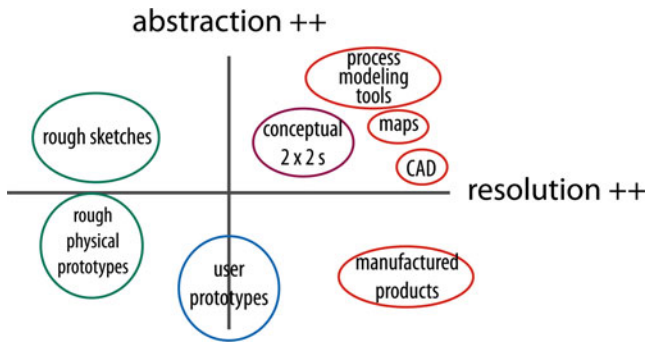 abstraction ++
process
modeling
tools
rough sketches
conceptual
2 x 2 s
maps
CAD
resolution ++
rough
physical
prototypes
user
prototypes
manufactured
products